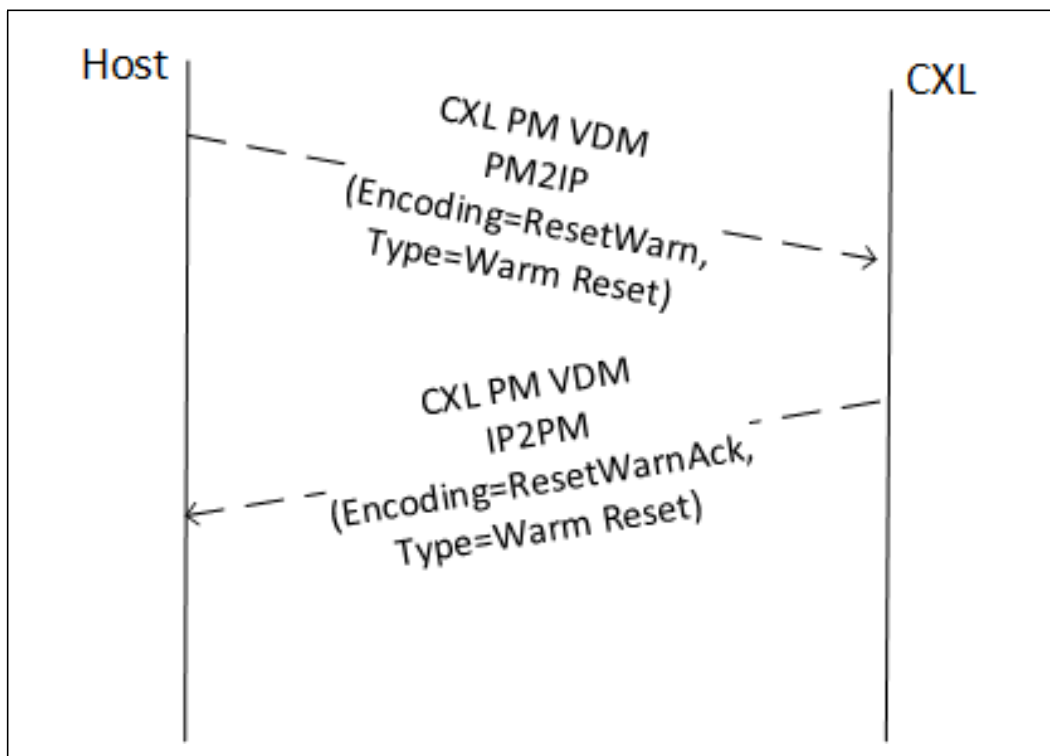 Host
CXL
CXL PM VDM
PM2IP
(Encoding=ResetWarn,
Type=Warm Reset)
CXL PM VDM
IP2PM
(Encoding=ResetWarnAck,
Type=Warm Reset)